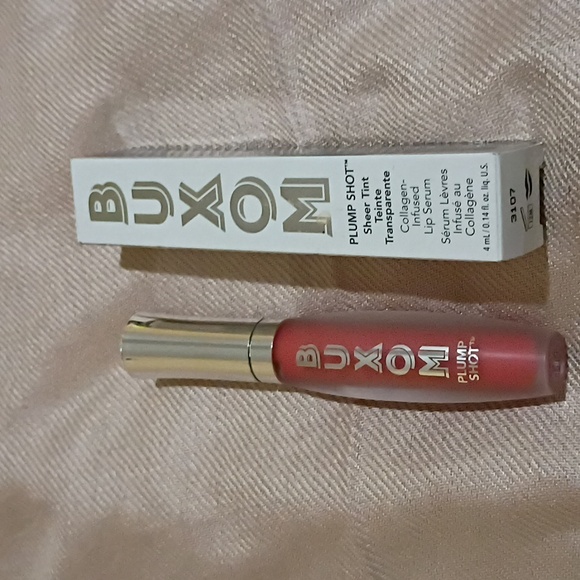 BUXOM
PLUMP SHOT™
Sheer Tint
Teinte
Transparente
Collagen-
Infused
Lip Serum
Sérum Lèvres
Infusé au
Collagène
4 mL/0.14 fl. oz. liq. U.S.
3107
BUXOM
PLUMP
SHOT™